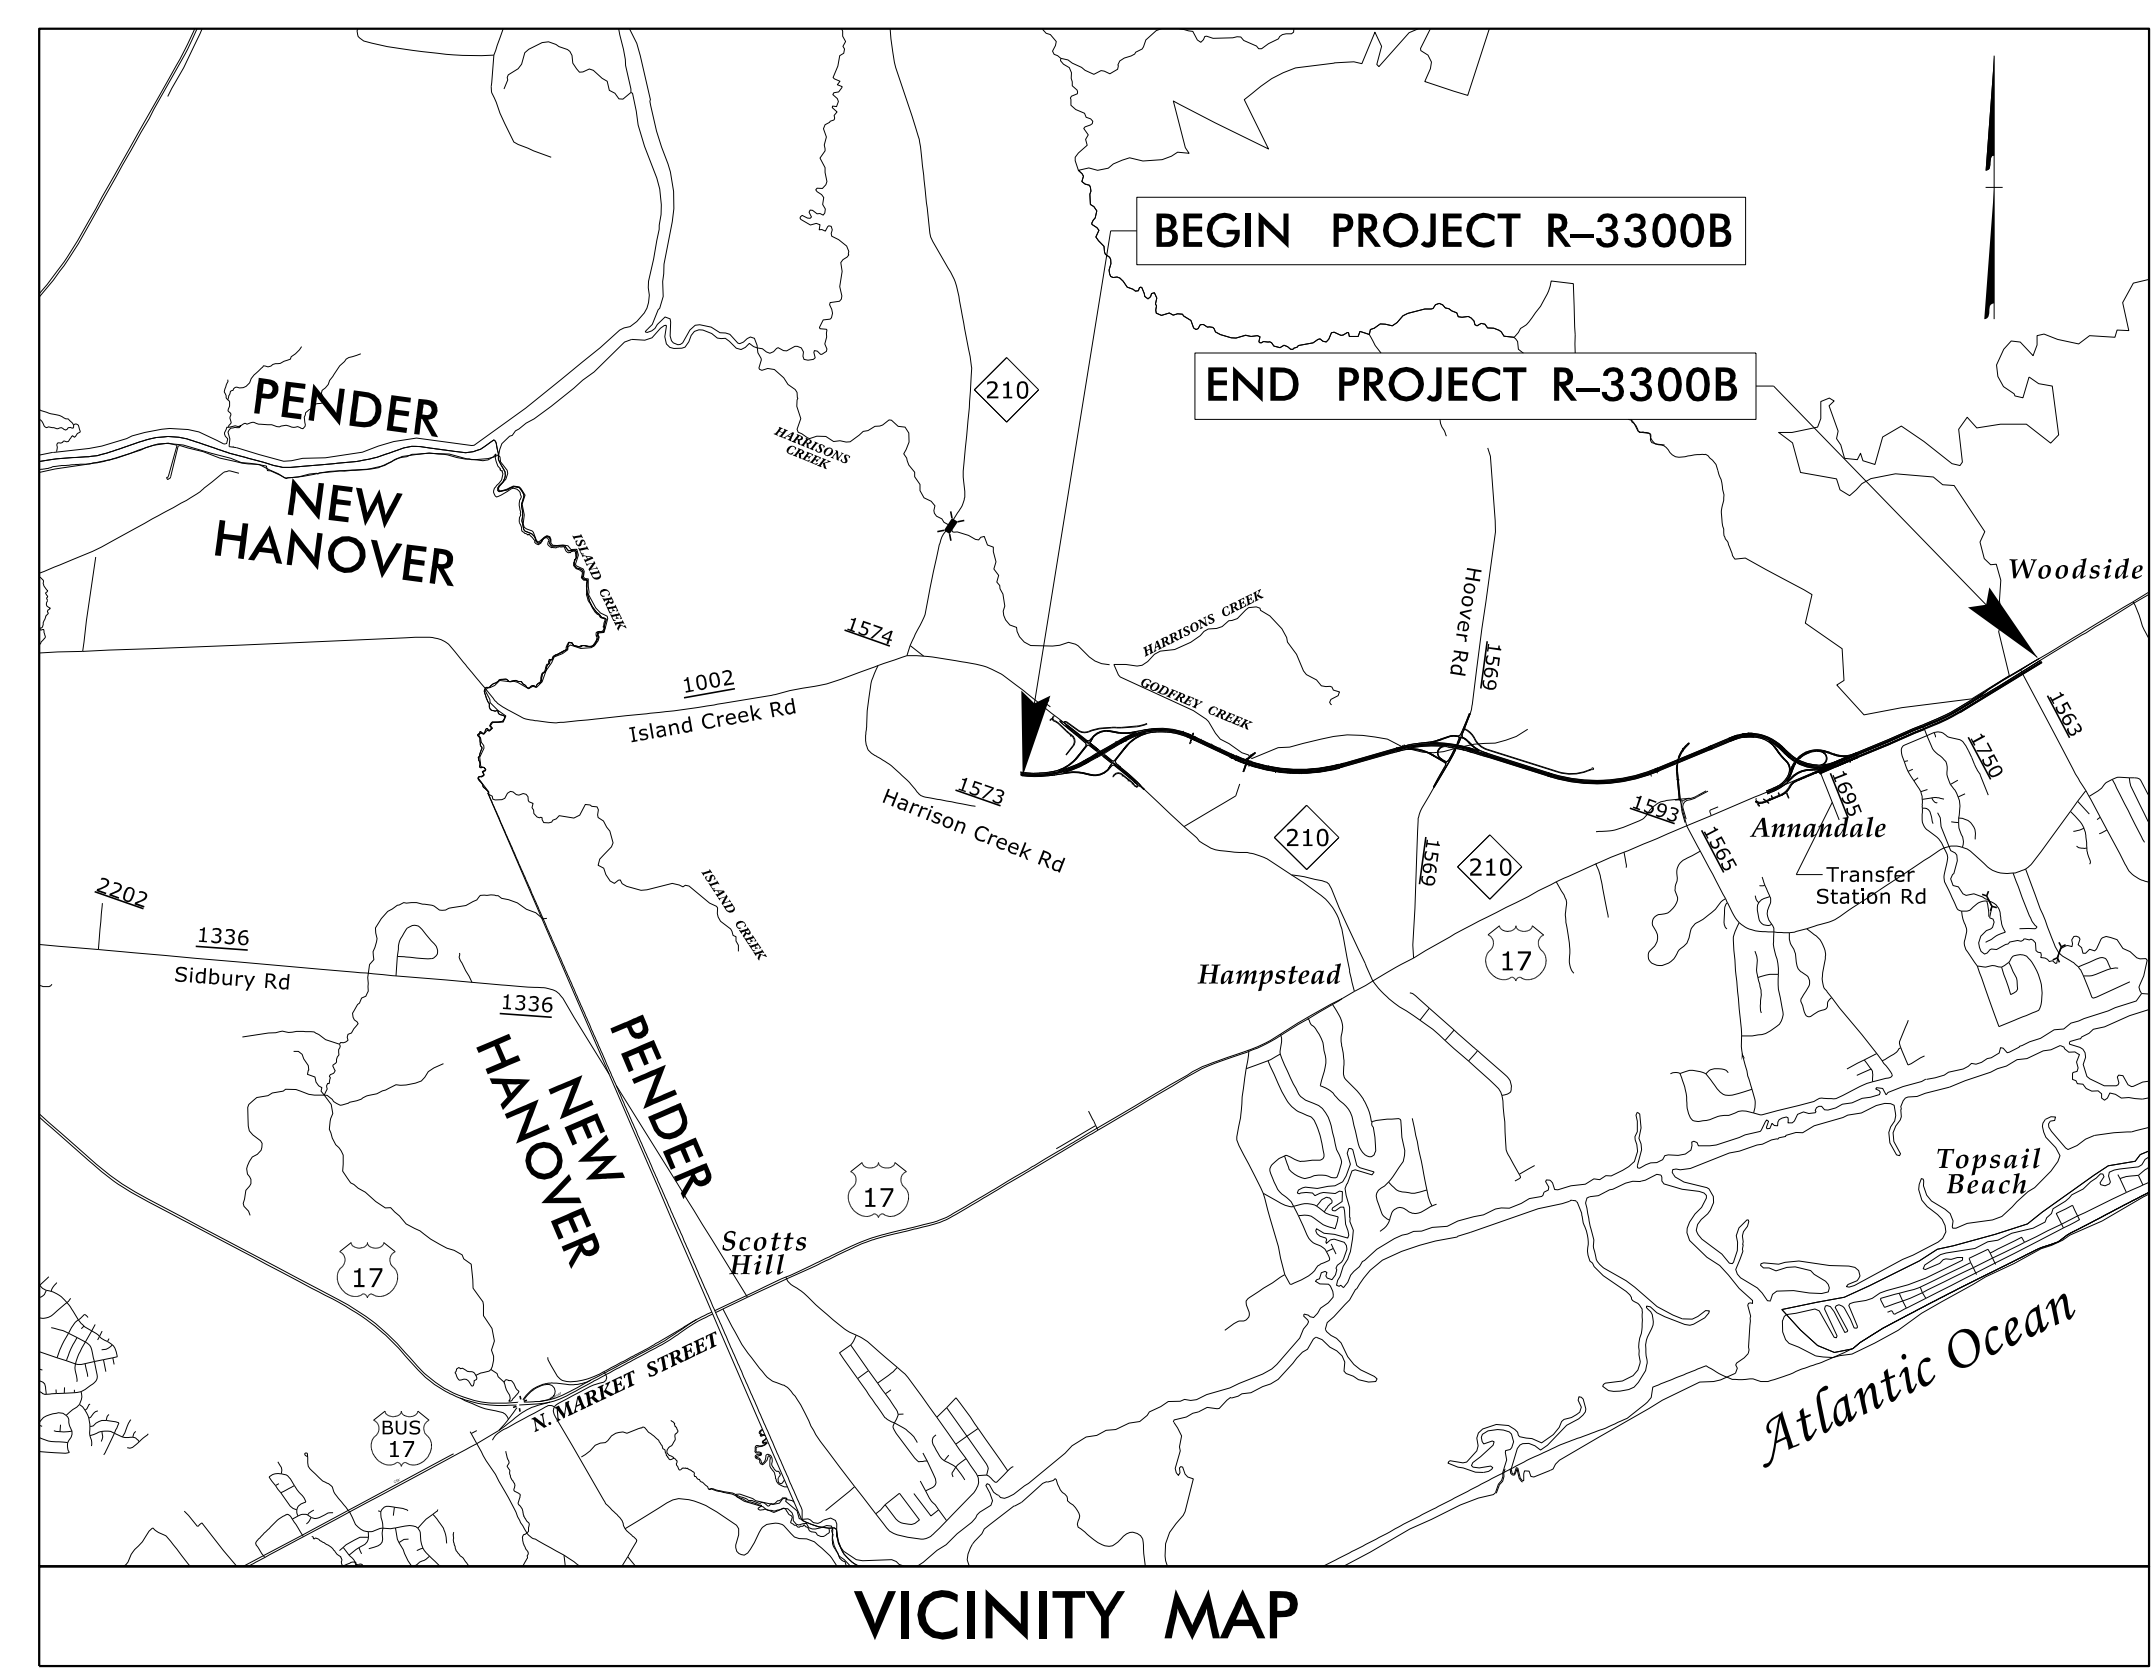 BEGIN PROJECT R–3300B
END PROJECT R–3300B
210
PENDER
NEW
HANOVER
HARRISONS
CREEK
ISLAND CREEK
Woodside
HARRISONS CREEK
GODFREY CREEK
Hoover Rd
1569
1574
1002
Island Creek Rd
1573
Harrison Creek Rd
1563
1750
1695
1593
1565
Annandale
Transfer
Station Rd
210
1569
210
17
Hampstead
2202
1336
Sidbury Rd
1336
ISLAND CREEK
PENDER
NEW
HANOVER
17
17
Scotts
Hill
Topsail
Beach
Atlantic Ocean
N. MARKET STREET
BUS
17
VICINITY MAP